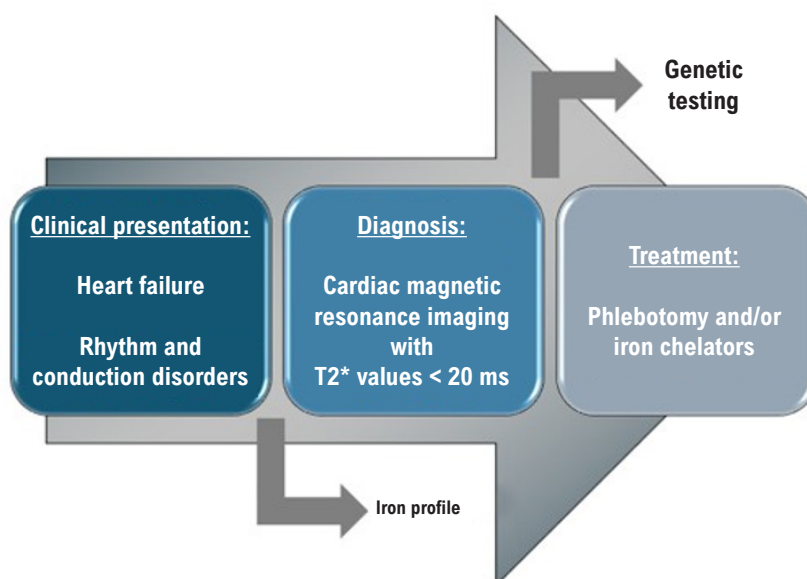 Genetic
testing
Clinical presentation:
Heart failure
Rhythm and
conduction disorders
Diagnosis:
Cardiac magnetic
resonance imaging
with
T2* values < 20 ms
Treatment:
Phlebotomy and/or
iron chelators
Iron profile